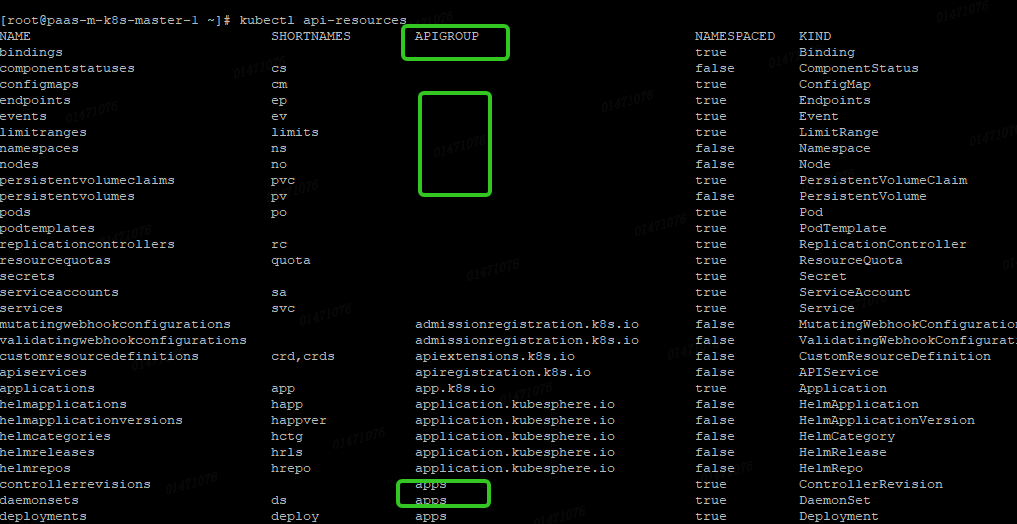 [root@paas-m-k8s-master-1 ~]# kubectl api-resources
NAME SHORTNAMES APIGROUP NAMESPACED KIND
bindings true Binding
componentstatuses cs false ComponentStatus
configmaps cm true ConfigMap
endpoints ep true Endpoints
events ev true Event
limitranges limits true LimitRange
namespaces ns false Namespace
nodes no false Node
persistentvolumeclaims pvc true PersistentVolumeClaim
persistentvolumes pv false PersistentVolume
pods po true Pod
podtemplates true PodTemplate
replicationcontrollers rc true ReplicationController
resourcequotas quota true ResourceQuota
secrets true Secret
serviceaccounts sa true ServiceAccount
services svc true Service
mutatingwebhookconfigurations admissionregistration.k8s.io false MutatingWebhookConfiguration
validatingwebhookconfigurations admissionregistration.k8s.io false ValidatingWebhookConfigurati
customresourcedefinitions crd,crds apiextensions.k8s.io false CustomResourceDefinition
apiservices apiregistration.k8s.io false APIService
applications app app.k8s.io true Application
helmapplications happ application.kubesphere.io false HelmApplication
helmapplicationversions happver application.kubesphere.io false HelmApplicationVersion
helmcategories hctg application.kubesphere.io false HelmCategory
helmreleases hrls application.kubesphere.io false HelmRelease
helmrepos hrepo application.kubesphere.io false HelmRepo
controllerrevisions apps true ControllerRevision
daemonsets ds apps true DaemonSet
deployments deploy apps true Deployment